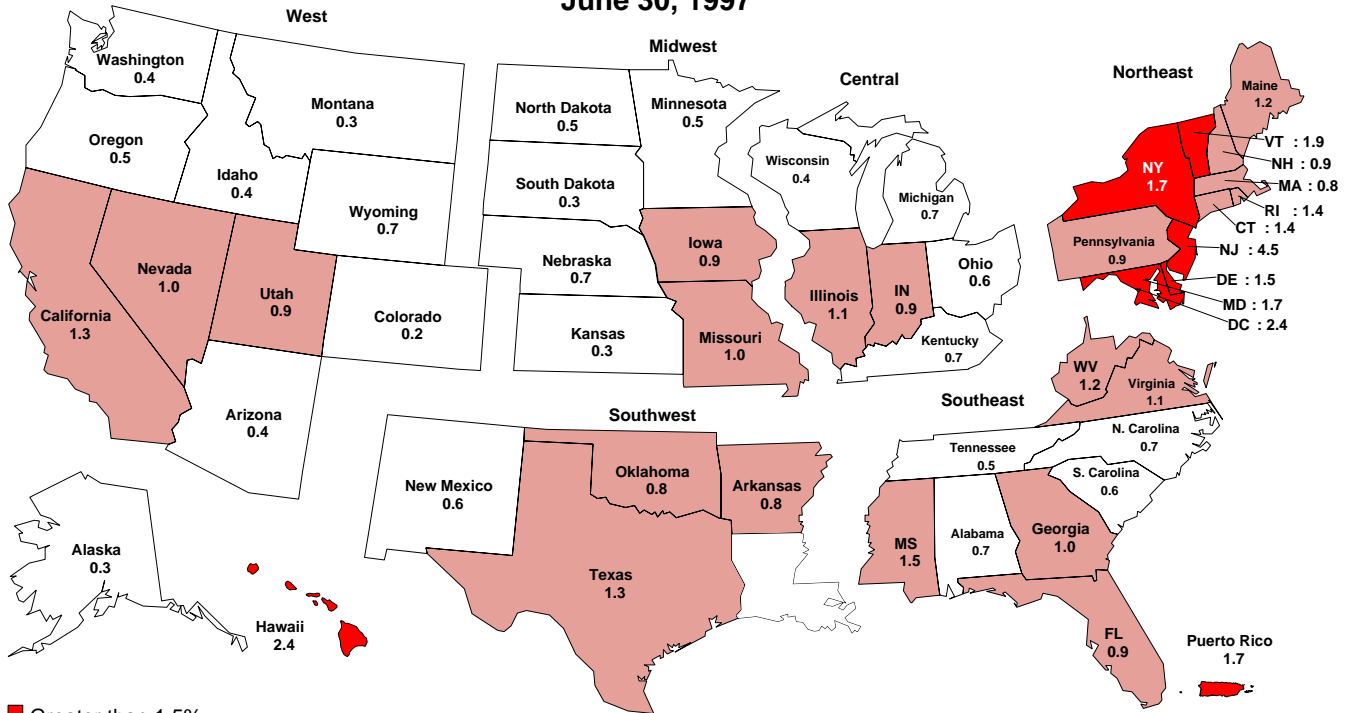 June 30, 1997
West
Midwest
Central
Northeast
Southwest
Southeast
Washington
0.4
Oregon
0.5
Idaho
0.4
Montana
0.3
Wyoming
0.7
California
1.3
Nevada
1.0
Utah
0.9
Colorado
0.2
Arizona
0.4
Alaska
0.3
Hawaii
2.4
North Dakota
0.5
South Dakota
0.3
Nebraska
0.7
Kansas
0.3
Minnesota
0.5
Iowa
0.9
Missouri
1.0
Wisconsin
0.4
Michigan
0.7
Illinois
1.1
IN
0.9
Ohio
0.6
Kentucky
0.7
Maine
1.2
NY
1.7
Pennsylvania
0.9
VT : 1.9
NH : 0.9
MA : 0.8
RI : 1.4
CT : 1.4
NJ : 4.5
DE : 1.5
MD : 1.7
DC : 2.4
New Mexico
0.6
Oklahoma
0.8
Arkansas
0.8
Texas
1.3
WV
1.2
Virginia
1.1
Tennessee
0.5
N. Carolina
0.7
S. Carolina
0.6
MS
1.5
Alabama
0.7
Georgia
1.0
FL
0.9
Puerto Rico
1.7
Greater than 1.5%